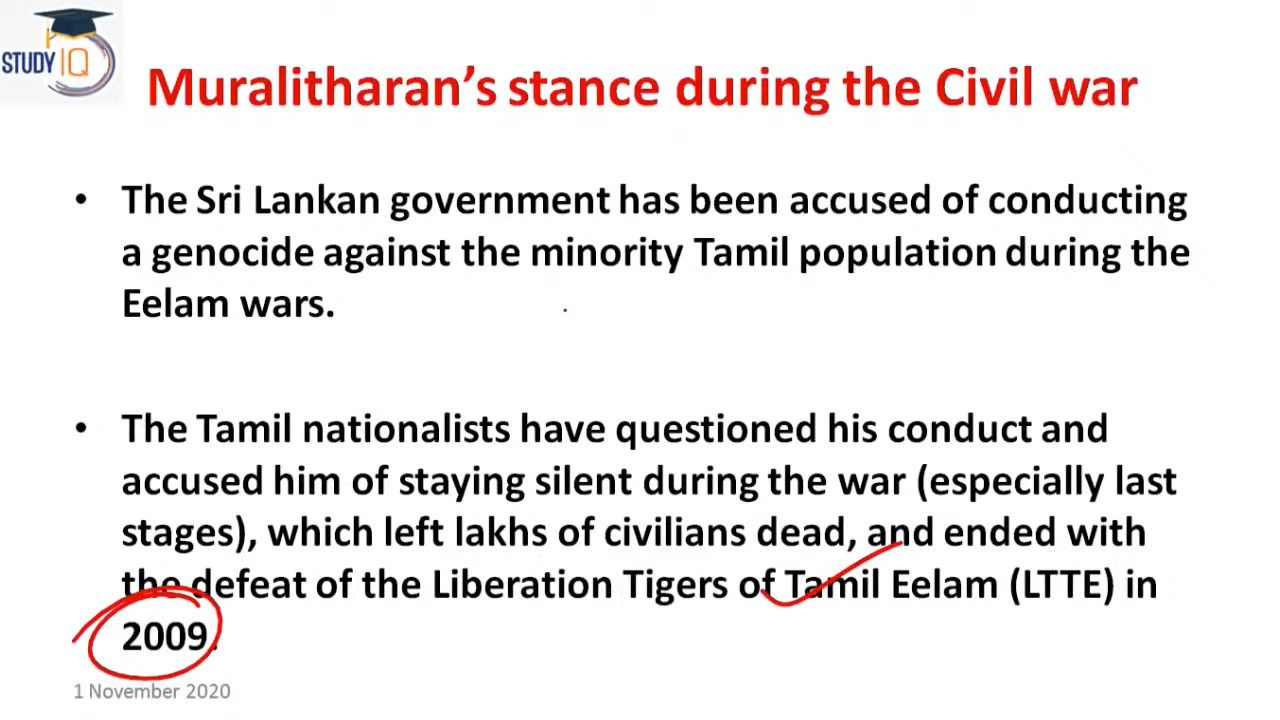 STUDY IQ
Muralitharan's stance during the Civil war
• The Sri Lankan government has been accused of conducting
a genocide against the minority Tamil population during the
Eelam wars.
• The Tamil nationalists have questioned his conduct and
accused him of staying silent during the war (especially last
stages), which left lakhs of civilians dead, and ended with
the defeat of the Liberation Tigers of Tamil Eelam (LTTE) in
2009.
1 November 2020